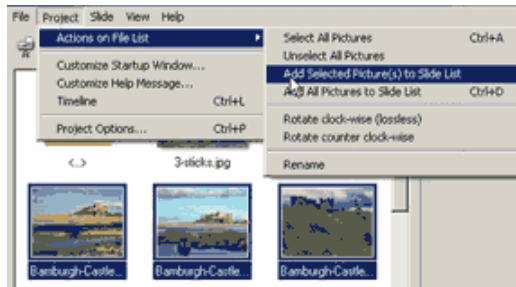 File Project Slide View Help
Actions on File List
Customize Startup Window...
Customize Help Message...
Timeline Ctrl+L
Project Options... Ctrl+P
Select All Pictures Ctrl+A
Unselect All Pictures
Add Selected Picture(s) to Slide List
Add All Pictures to Slide List Ctrl+D
Rotate clock-wise (lossless)
Rotate counter clock-wise
Rename
<..> 3-sticks.jpg
Bamburgh-Castle... Bamburgh-Castle... Bamburgh-Castle...